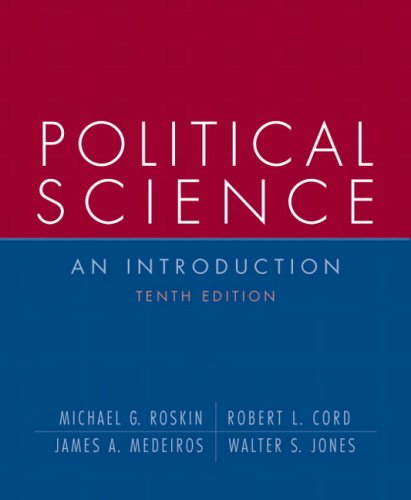 POLITICAL
SCIENCE
AN INTRODUCTION
TENTH EDITION
MICHAEL G. ROSKIN
ROBERT L. CORD
JAMES A. MEDEIROS
WALTER S. JONES